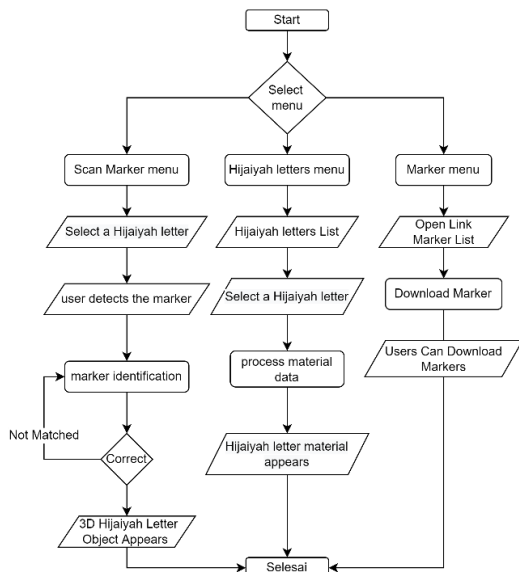 Start
Select
menu
Scan Marker menu
Hijaiyah letters menu
Marker menu
Select a Hijaiyah letter
Hijaiyah letters List
Open Link
Marker List
user detects the marker
Select a Hijaiyah letter
Download Marker
marker identification
process material
data
Users Can Download
Markers
Not Matched
Correct
Hijaiyah letter material
appears
3D Hijaiyah Letter
Object Appears
Selesai